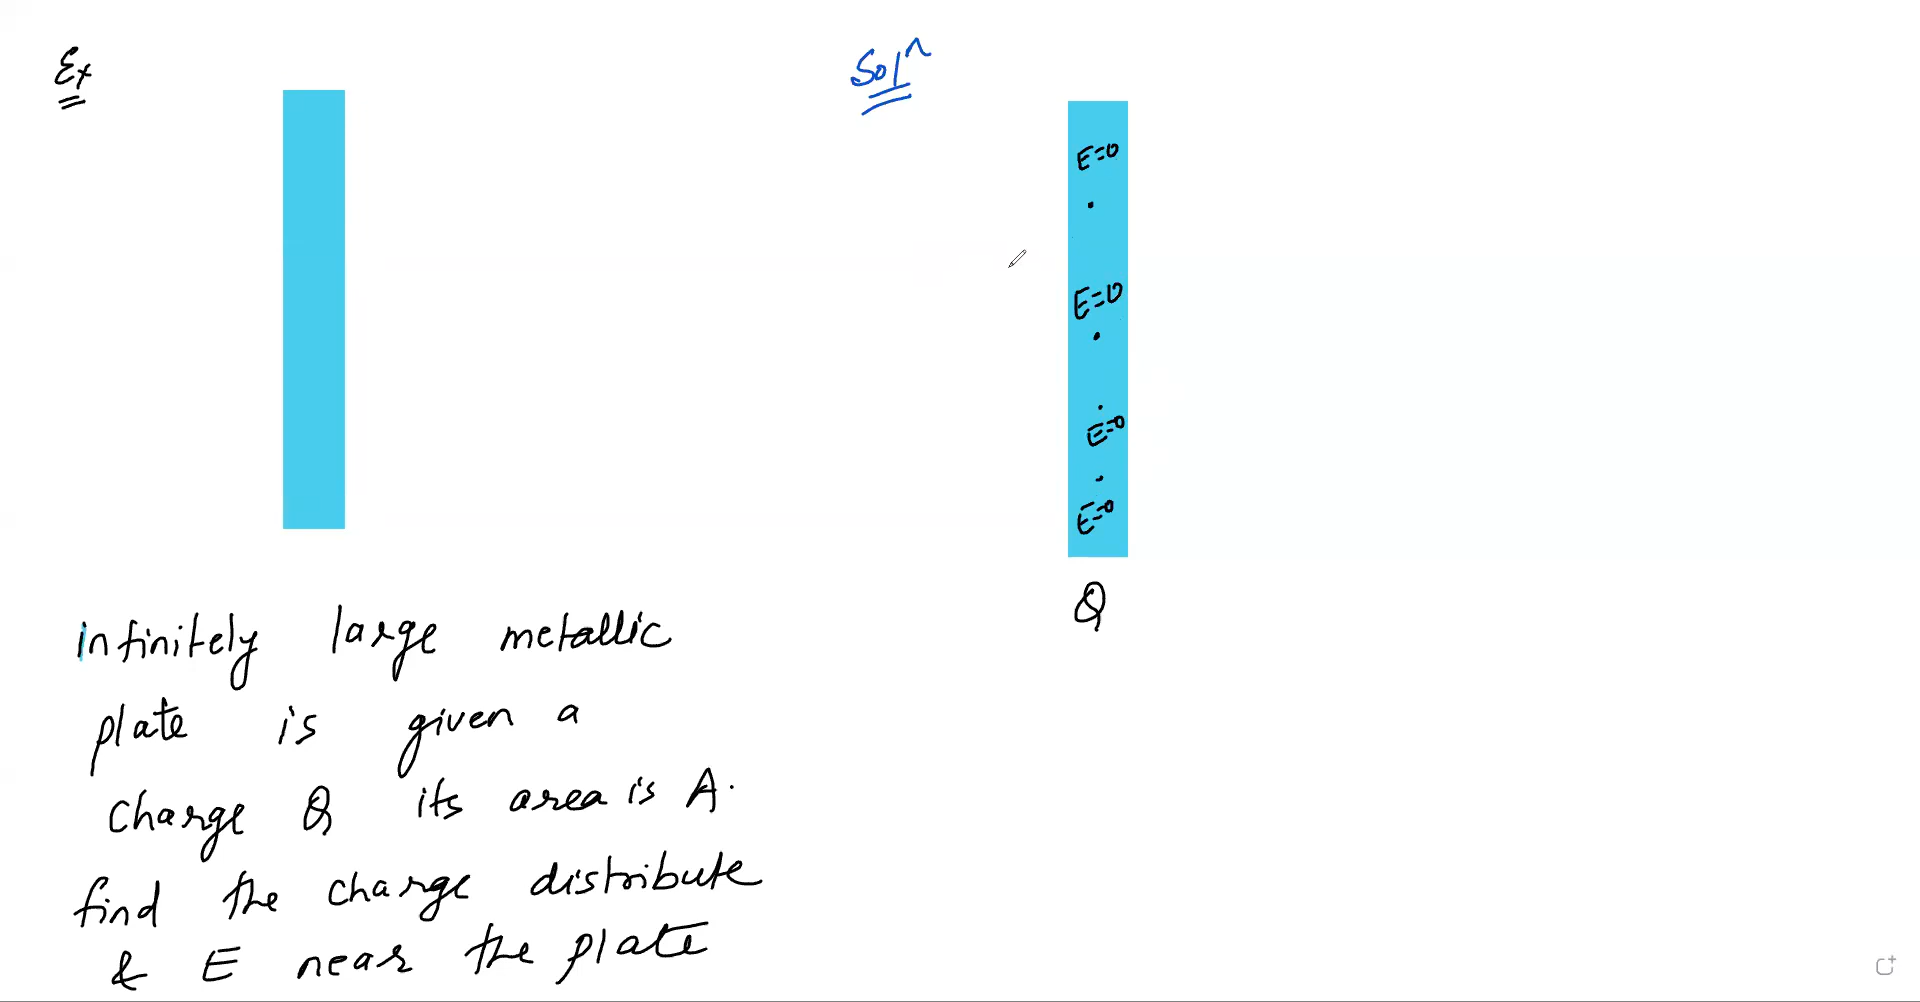 Ex
infinitely large metallic
plate is given a
charge Q its area is A.
find the charge distribute
& E near the plate
Solⁿ
E=0
E=0
E=0
E=0
Q